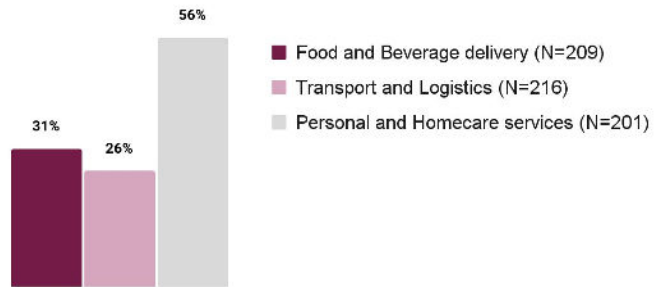 56%
Food and Beverage delivery (N=209)
Transport and Logistics (N=216)
Personal and Homecare services (N=201)
31%
26%